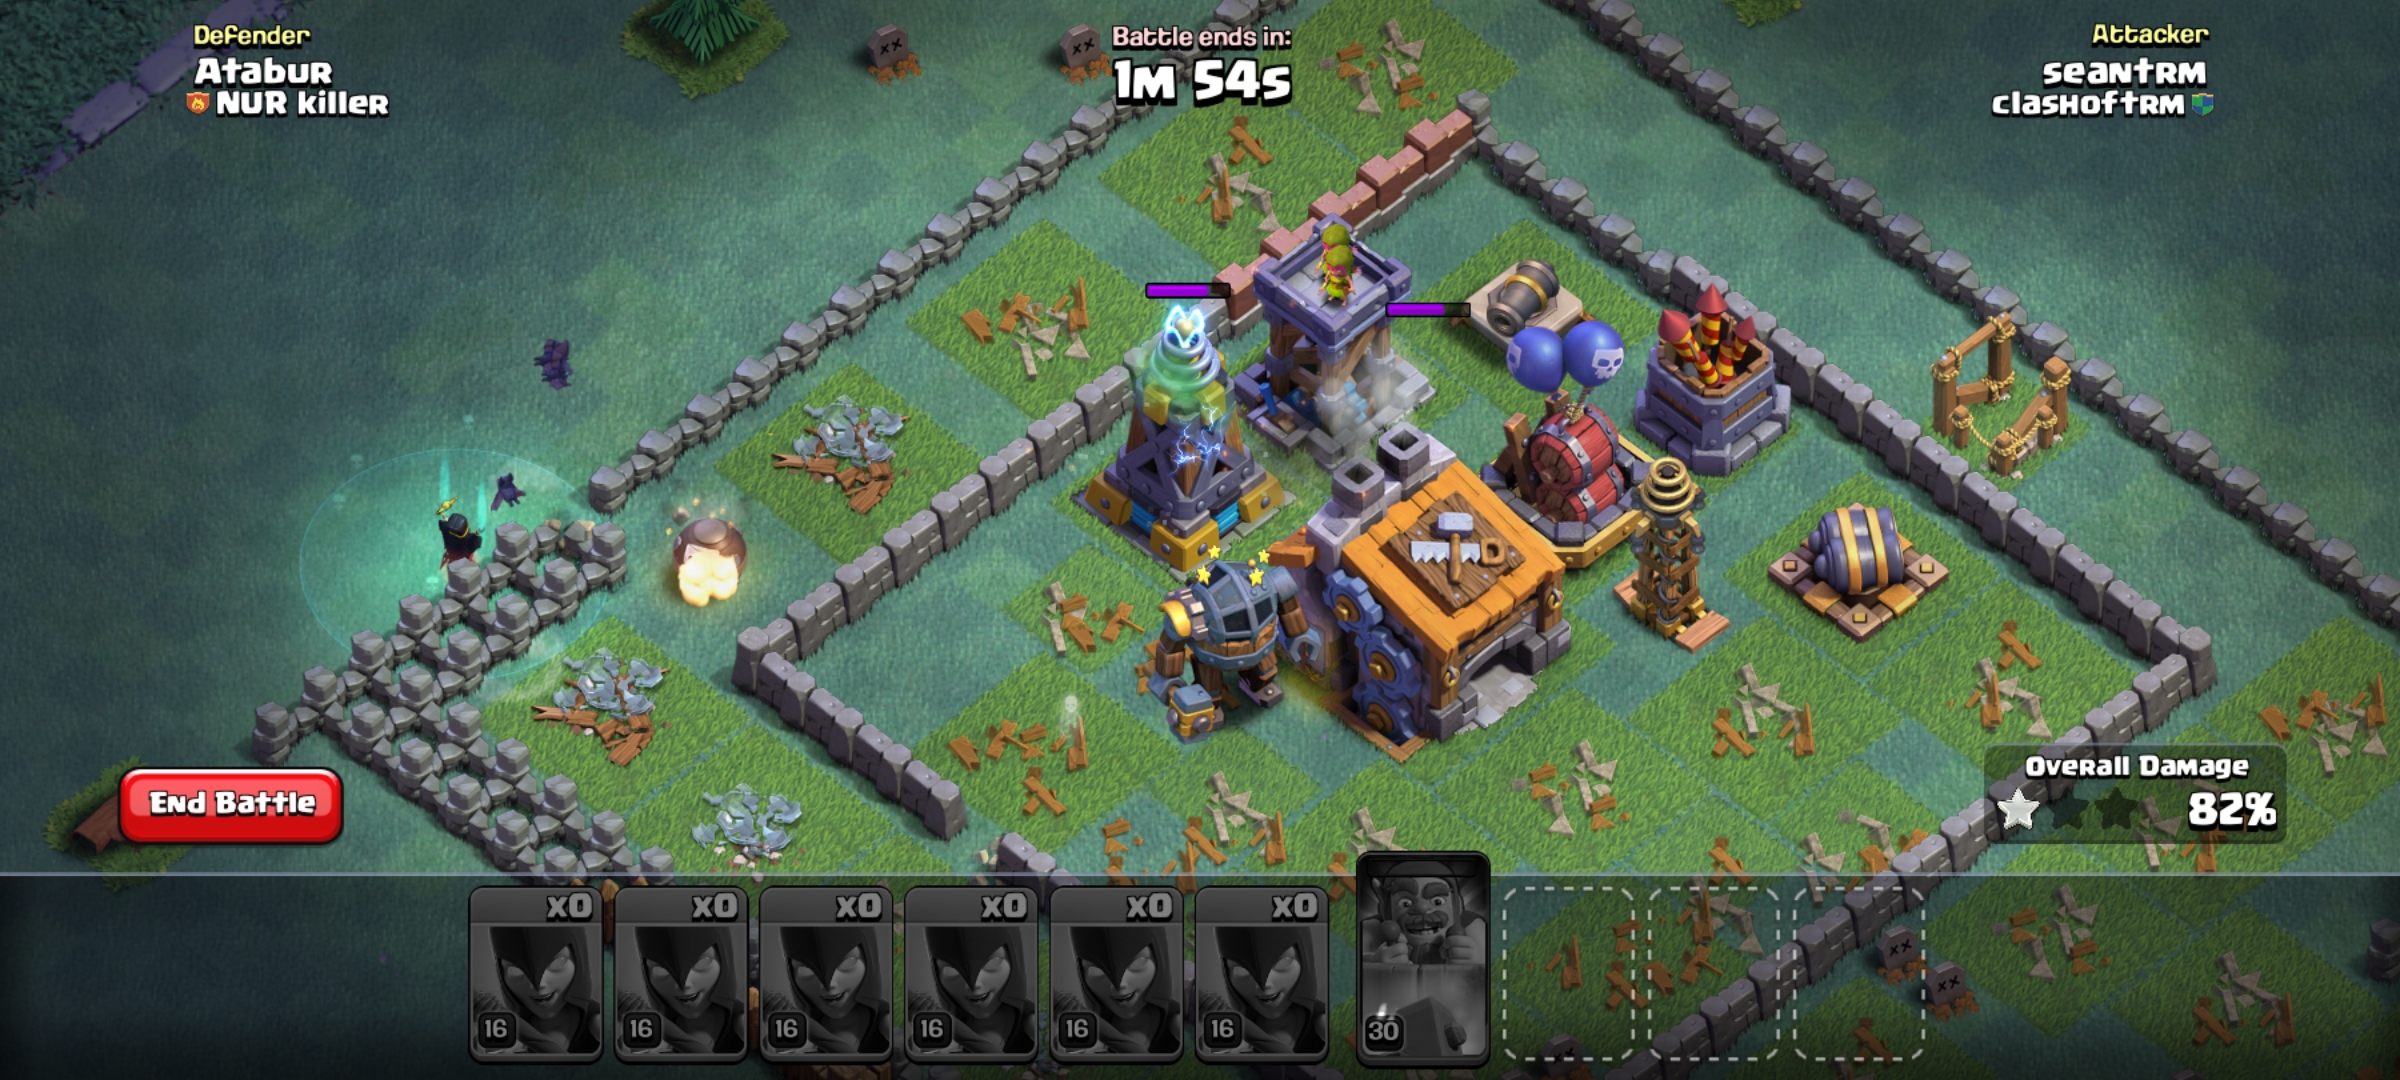 Defender
Atabur
NUR killer
Battle ends in:
1M 54s
Attacker
seantrm
clashoftrm
End Battle
Overall Damage
82%
x0
x0
x0
x0
x0
x0
16
16
16
16
16
16
30